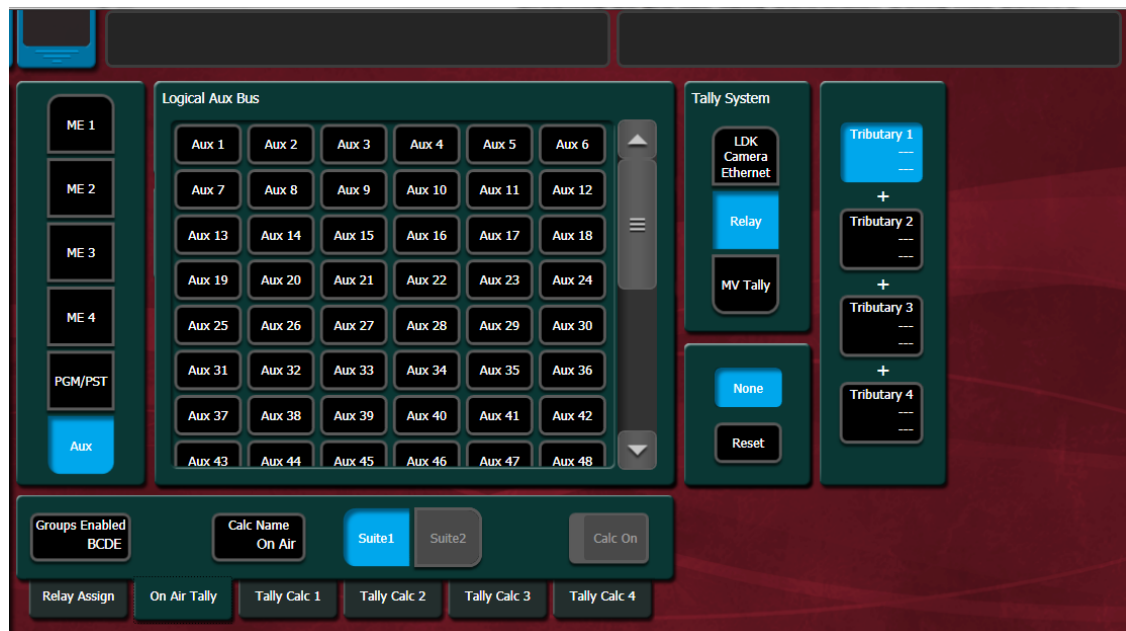 ME 1
ME 2
ME 3
ME 4
PGM/PST
Aux
Logical Aux Bus
Aux 1 Aux 2 Aux 3 Aux 4 Aux 5 Aux 6
Aux 7 Aux 8 Aux 9 Aux 10 Aux 11 Aux 12
Aux 13 Aux 14 Aux 15 Aux 16 Aux 17 Aux 18
Aux 19 Aux 20 Aux 21 Aux 22 Aux 23 Aux 24
Aux 25 Aux 26 Aux 27 Aux 28 Aux 29 Aux 30
Aux 31 Aux 32 Aux 33 Aux 34 Aux 35 Aux 36
Aux 37 Aux 38 Aux 39 Aux 40 Aux 41 Aux 42
Aux 43 Aux 44 Aux 45 Aux 46 Aux 47 Aux 48
Tally System
LDK
Camera
Ethernet
Relay
MV Tally
None
Reset
Tributary 1
---
---
+
Tributary 2
---
---
+
Tributary 3
---
---
+
Tributary 4
---
---
Groups Enabled
BCDE
Calc Name
On Air
Suite1 Suite2
Calc On
Relay Assign On Air Tally Tally Calc 1 Tally Calc 2 Tally Calc 3 Tally Calc 4